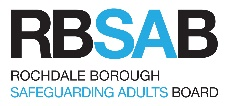 RBSAB
ROCHDALE BOROUGH
SAFEGUARDING ADULTS BOARD